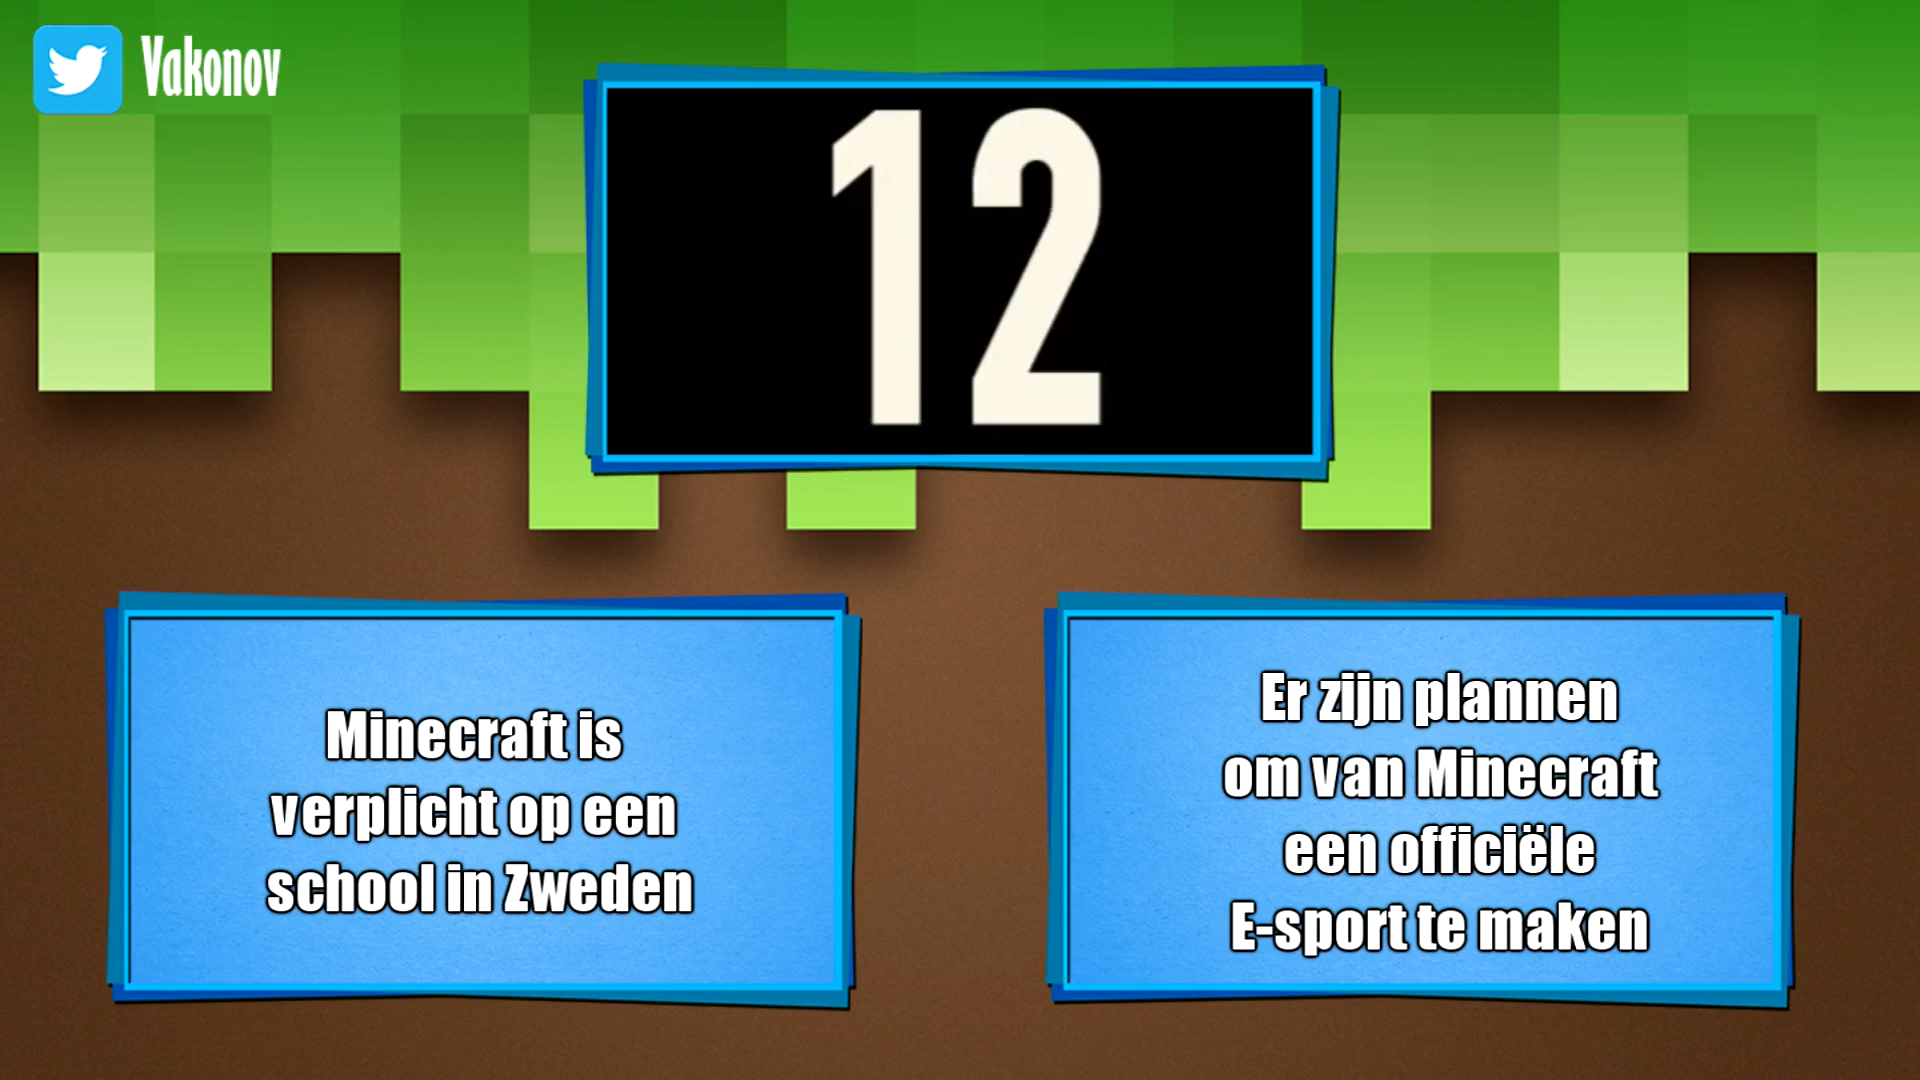 Vakonov
12
Minecraft is
verplicht op een
school in Zweden
Er zijn plannen
om van Minecraft
een officiële
E-sport te maken